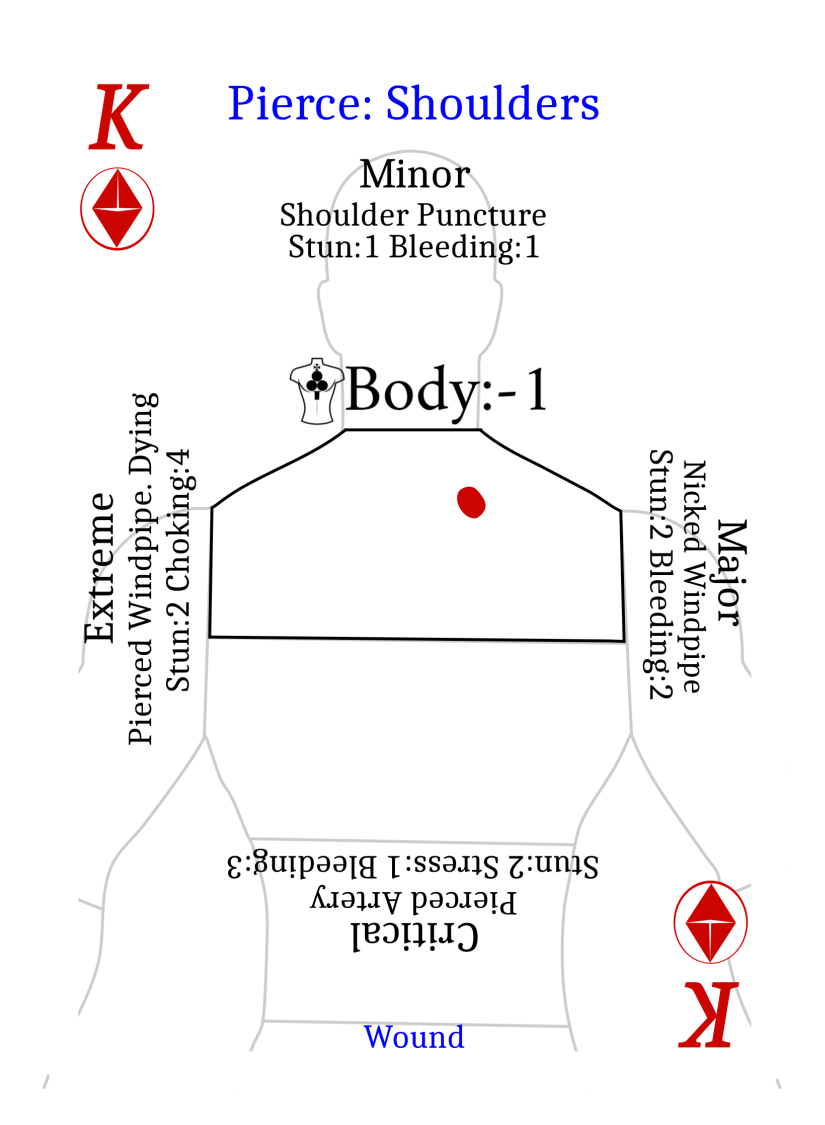 K
Pierce: Shoulders
Minor
Shoulder Puncture
Stun:1 Bleeding:1
Body:-1
Extreme
Pierced Windpipe. Dying
Stun:2 Choking:4
Major
Nicked Windpipe
Stun:2 Bleeding:2
Critical
Pierced Artery
Stun:2 Stress:1 Bleeding:3
Wound
K